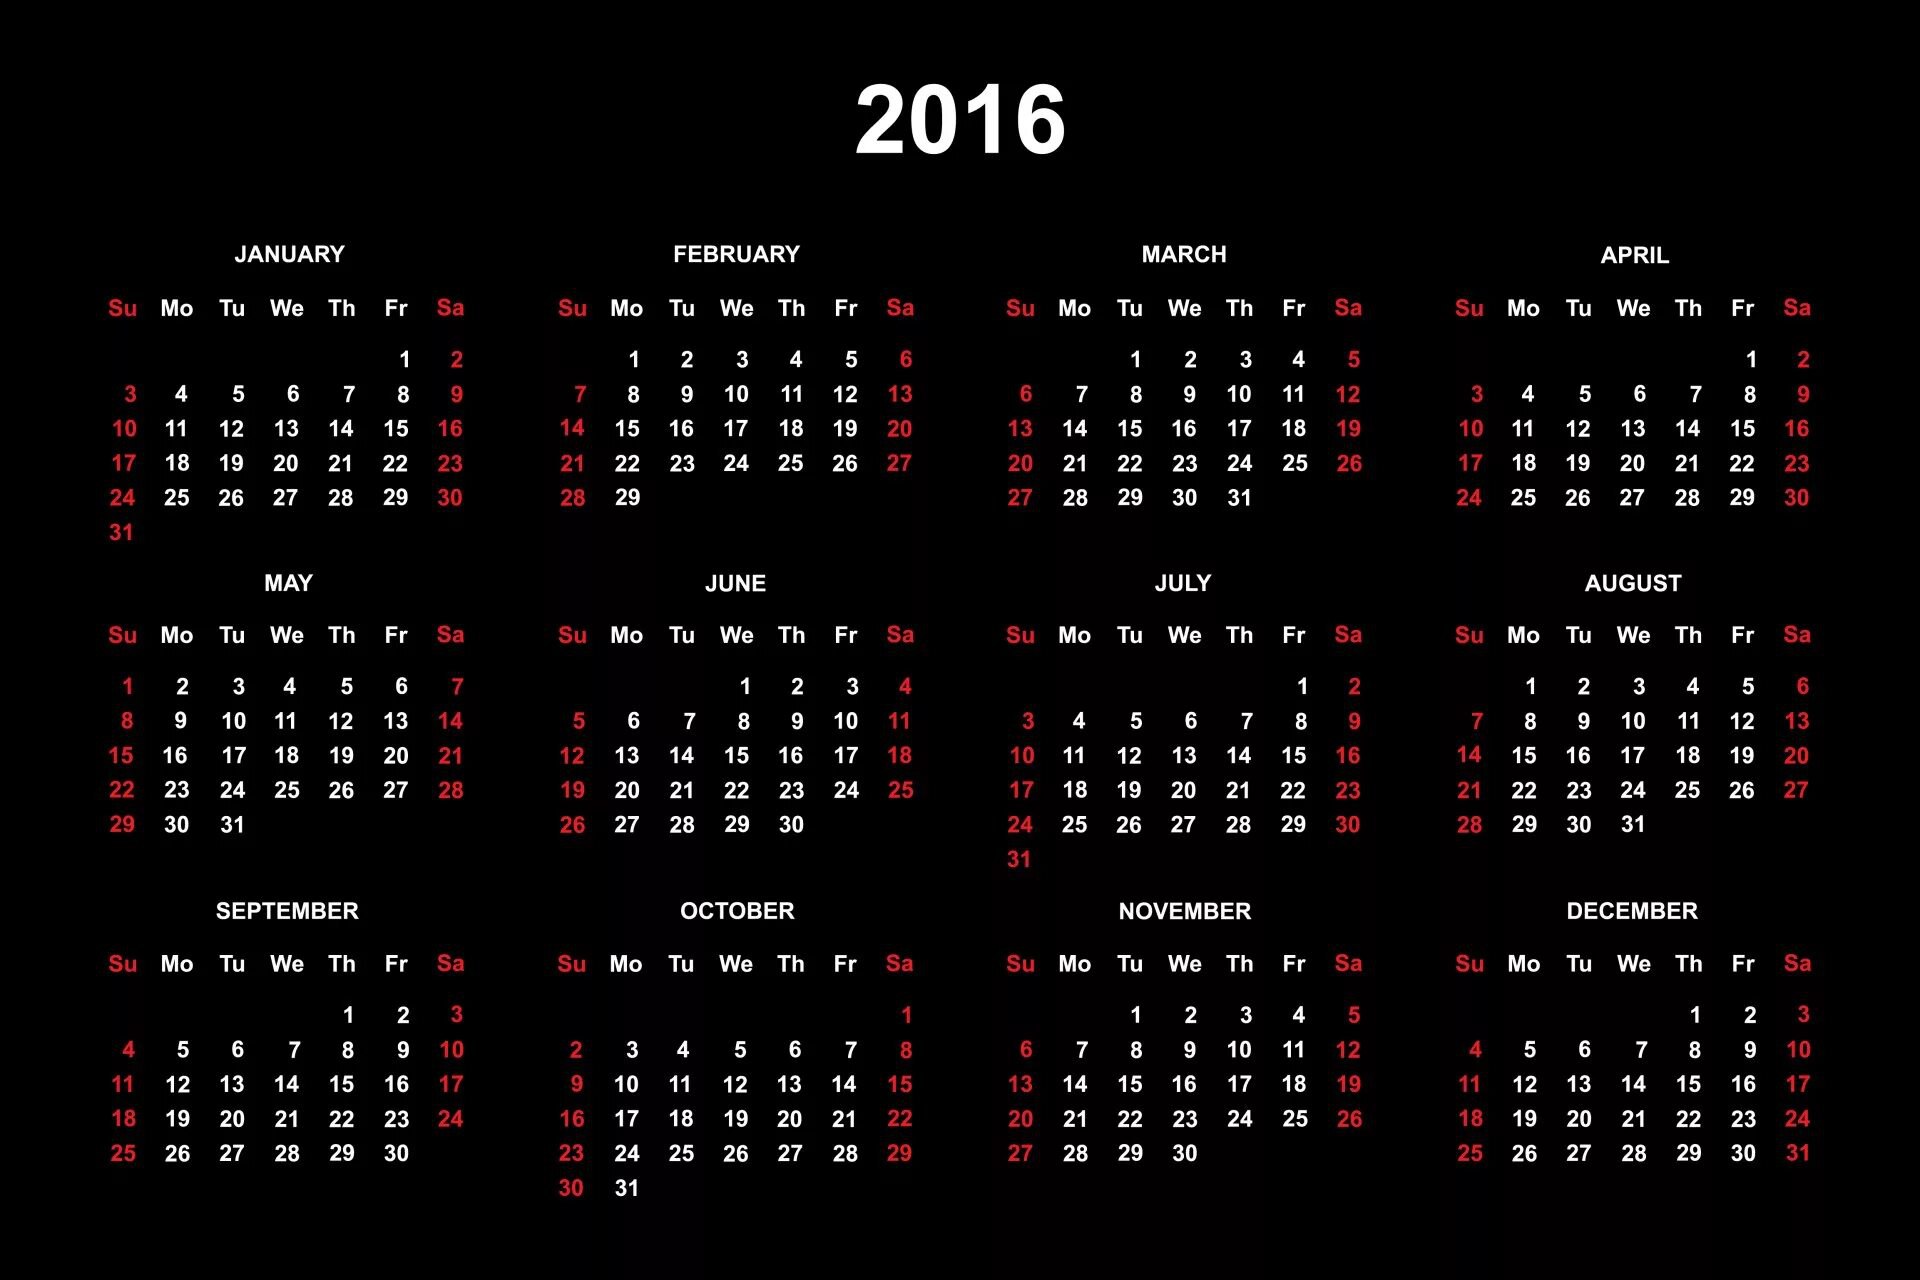 2016
JANUARY
Su Mo Tu We Th Fr Sa
1 2
3 4 5 6 7 8 9
10 11 12 13 14 15 16
17 18 19 20 21 22 23
24 25 26 27 28 29 30
31
FEBRUARY
Su Mo Tu We Th Fr Sa
1 2 3 4 5 6
7 8 9 10 11 12 13
14 15 16 17 18 19 20
21 22 23 24 25 26 27
28 29
MARCH
Su Mo Tu We Th Fr Sa
1 2 3 4 5
6 7 8 9 10 11 12
13 14 15 16 17 18 19
20 21 22 23 24 25 26
27 28 29 30 31
APRIL
Su Mo Tu We Th Fr Sa
1 2
3 4 5 6 7 8 9
10 11 12 13 14 15 16
17 18 19 20 21 22 23
24 25 26 27 28 29 30
MAY
Su Mo Tu We Th Fr Sa
1 2 3 4 5 6 7
8 9 10 11 12 13 14
15 16 17 18 19 20 21
22 23 24 25 26 27 28
29 30 31
JUNE
Su Mo Tu We Th Fr Sa
1 2 3 4
5 6 7 8 9 10 11
12 13 14 15 16 17 18
19 20 21 22 23 24 25
26 27 28 29 30
JULY
Su Mo Tu We Th Fr Sa
1 2
3 4 5 6 7 8 9
10 11 12 13 14 15 16
17 18 19 20 21 22 23
24 25 26 27 28 29 30
31
AUGUST
Su Mo Tu We Th Fr Sa
1 2 3 4 5 6
7 8 9 10 11 12 13
14 15 16 17 18 19 20
21 22 23 24 25 26 27
28 29 30 31
SEPTEMBER
Su Mo Tu We Th Fr Sa
1 2 3
4 5 6 7 8 9 10
11 12 13 14 15 16 17
18 19 20 21 22 23 24
25 26 27 28 29 30
OCTOBER
Su Mo Tu We Th Fr Sa
1
2 3 4 5 6 7 8
9 10 11 12 13 14 15
16 17 18 19 20 21 22
23 24 25 26 27 28 29
30 31
NOVEMBER
Su Mo Tu We Th Fr Sa
1 2 3 4 5
6 7 8 9 10 11 12
13 14 15 16 17 18 19
20 21 22 23 24 25 26
27 28 29 30
DECEMBER
Su Mo Tu We Th Fr Sa
1 2 3
4 5 6 7 8 9 10
11 12 13 14 15 16 17
18 19 20 21 22 23 24
25 26 27 28 29 30 31